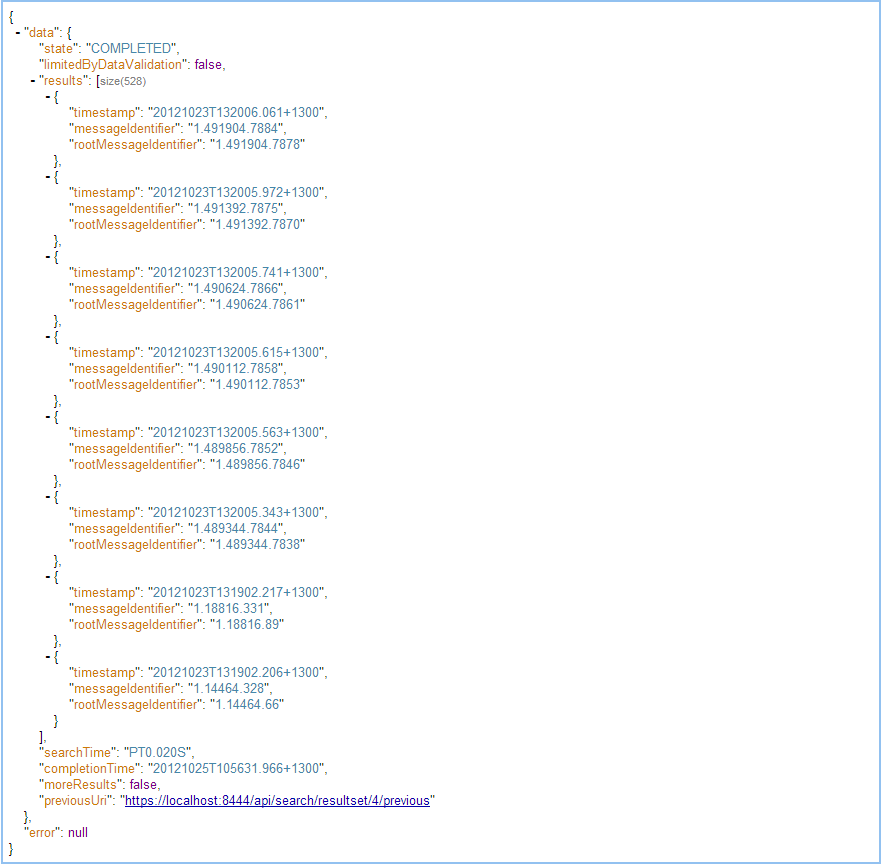 {
- "data": {
"state": "COMPLETED",
"limitedByDataValidation": false,
- "results": [size(528)
- {
"timestamp": "20121023T132006.061+1300",
"messageIdentifier": "1.491904.7884",
"rootMessageIdentifier": "1.491904.7878"
},
- {
"timestamp": "20121023T132005.972+1300",
"messageIdentifier": "1.491392.7875",
"rootMessageIdentifier": "1.491392.7870"
},
- {
"timestamp": "20121023T132005.741+1300",
"messageIdentifier": "1.490624.7866",
"rootMessageIdentifier": "1.490624.7861"
},
- {
"timestamp": "20121023T132005.615+1300",
"messageIdentifier": "1.490112.7858",
"rootMessageIdentifier": "1.490112.7853"
},
- {
"timestamp": "20121023T132005.563+1300",
"messageIdentifier": "1.489856.7852",
"rootMessageIdentifier": "1.489856.7846"
},
- {
"timestamp": "20121023T132005.343+1300",
"messageIdentifier": "1.489344.7844",
"rootMessageIdentifier": "1.489344.7838"
},
- {
"timestamp": "20121023T131902.217+1300",
"messageIdentifier": "1.18816.331",
"rootMessageIdentifier": "1.18816.89"
},
- {
"timestamp": "20121023T131902.206+1300",
"messageIdentifier": "1.14464.328",
"rootMessageIdentifier": "1.14464.66"
}
],
"searchTime": "PT0.020S",
"completionTime": "20121025T105631.966+1300",
"moreResults": false,
"previousUri": "https://localhost:8444/api/search/resultset/4/previous"
},
"error": null
}